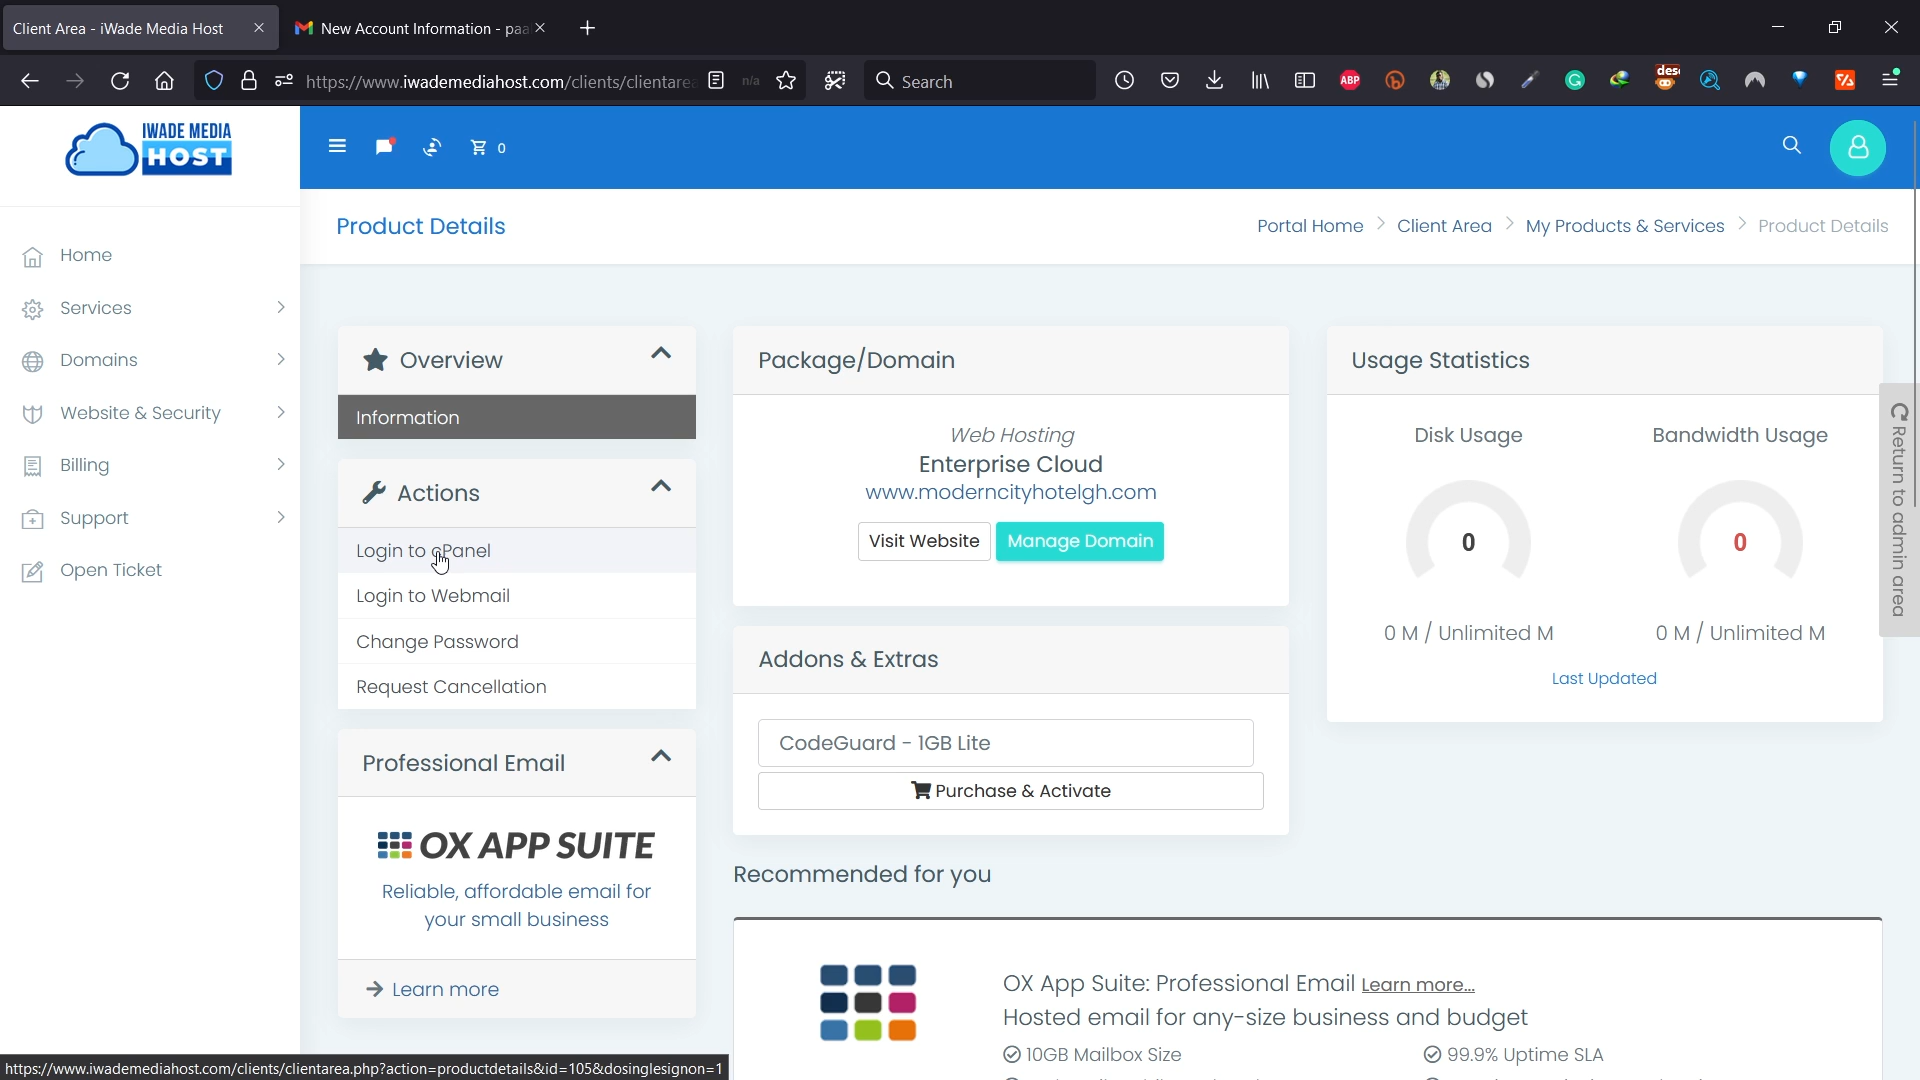 Client Area - iWade Media Host
New Account Information - paa
https://www.iwademediahost.com/clients/clientarea
n/a
Search
ABP
desc
IWADE MEDIA
HOST
0
Product Details
Portal Home
Client Area
My Products & Services
Product Details
Home
Services
Domains
Website & Security
Billing
Support
Open Ticket
Overview
Information
Actions
Login to cPanel
Login to Webmail
Change Password
Request Cancellation
Professional Email
OX APP SUITE
Reliable, affordable email for
your small business
Learn more
Package/Domain
Web Hosting
Enterprise Cloud
www.moderncityhotelgh.com
Visit Website
Manage Domain
Addons & Extras
CodeGuard - 1GB Lite
Purchase & Activate
Usage Statistics
Disk Usage
Bandwidth Usage
0
0
0 M / Unlimited M
0 M / Unlimited M
Last Updated
Return to admin area
Recommended for you
OX App Suite: Professional Email Learn more...
Hosted email for any-size business and budget
10GB Mailbox Size
99.9% Uptime SLA
https://www.iwademediahost.com/clients/clientarea.php?action=productdetails&id=105&dosinglesignon=1